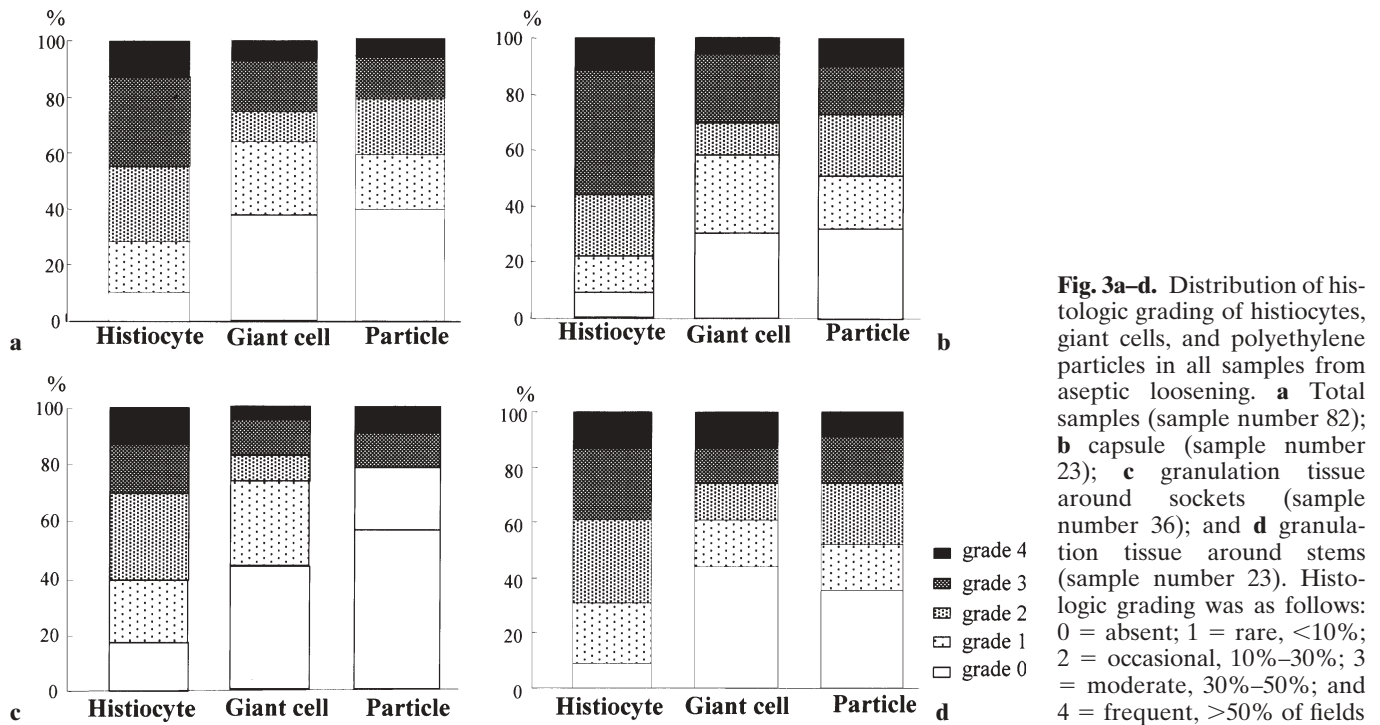 %
100
80
60
40
20
0
Histiocyte Giant cell Particle
a
%
100
80
60
40
20
0
Histiocyte Giant cell Particle
b
%
100
80
60
40
20
0
Histiocyte Giant cell Particle
c
%
100
80
60
40
20
0
Histiocyte Giant cell Particle
d
grade 4
grade 3
grade 2
grade 1
grade 0
Fig. 3a–d. Distribution of his-
tologic grading of histiocytes,
giant cells, and polyethylene
particles in all samples from
aseptic loosening. a Total
samples (sample number 82);
b capsule (sample number
23); c granulation tissue
around sockets (sample
number 36); and d granula-
tion tissue around stems
(sample number 23). Histo-
logic grading was as follows:
0 = absent; 1 = rare, <10%;
2 = occasional, 10%–30%; 3
= moderate, 30%–50%; and
4 = frequent, >50% of fields